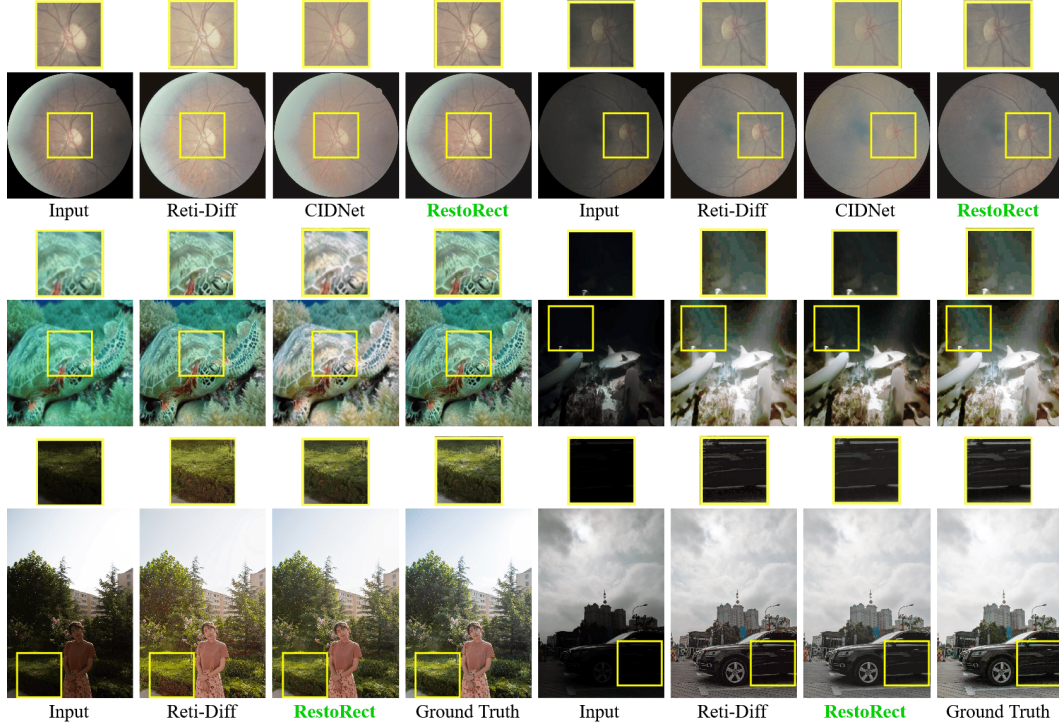 Input Reti-Diff CIDNet RestoRect Input Reti-Diff CIDNet RestoRect
Input Reti-Diff RestoRect Ground Truth Input Reti-Diff RestoRect Ground Truth